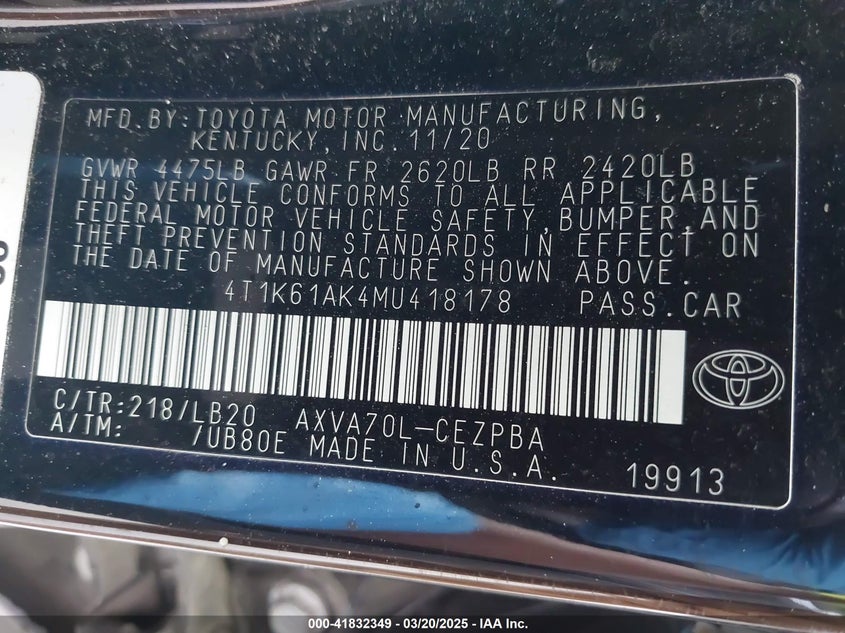 MFD.BY:TOYOTA MOTOR MANUFACTURING,
KENTUCKY,INC.11/20
GVWR 4475LB GAWR FR 2620LB RR 2420LB
THIS VEHICLE CONFORMS TO ALL APPLICABLE
FEDERAL MOTOR VEHICLE SAFETY,BUMPER,AND
THEFT PREVENTION STANDARDS IN EFFECT ON
THE DATE OF MANUFACTURE SHOWN ABOVE.
4T1K61AK4MU418178 PASS.CAR
C/TR:218/LB20 AXVA70L-CEZPBA
A/TM: /UB80E MADE IN U.S.A.
19913
000-41832349 - 03/20/2025 - IAA Inc.